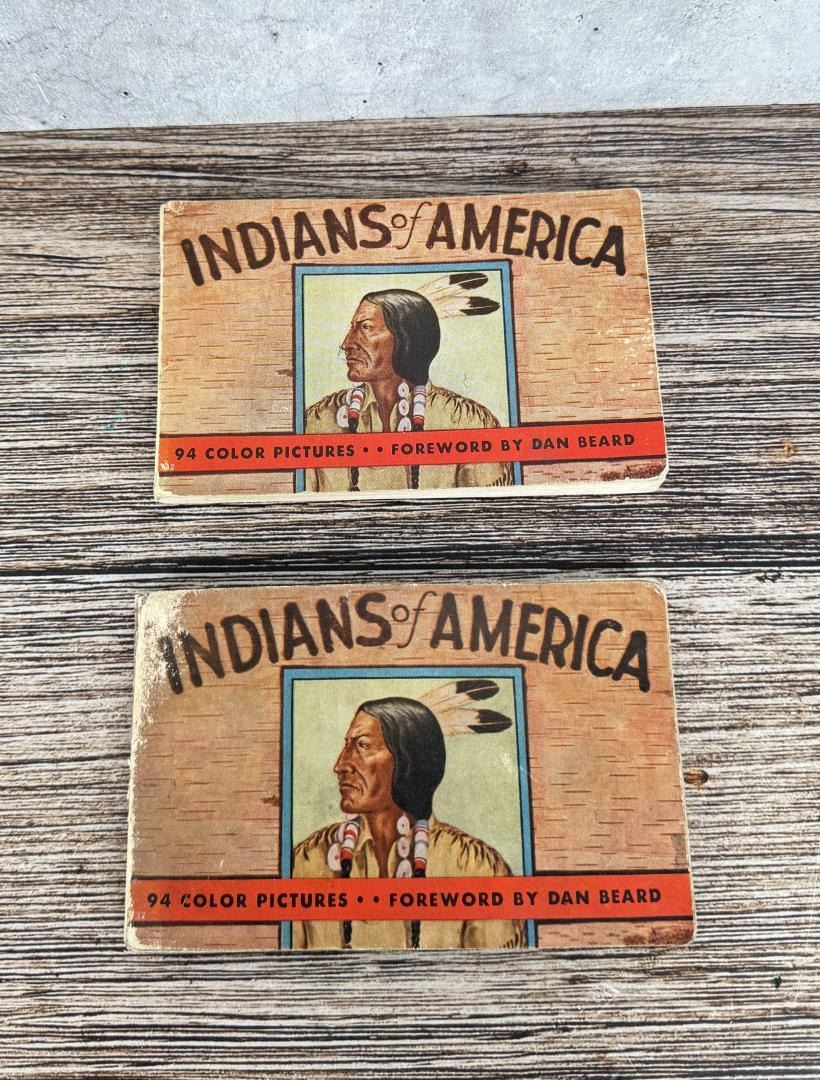 INDIANS of AMERICA
94 COLOR PICTURES • • FOREWORD BY DAN BEARD
INDIANS of AMERICA
94 COLOR PICTURES • • FOREWORD BY DAN BEARD